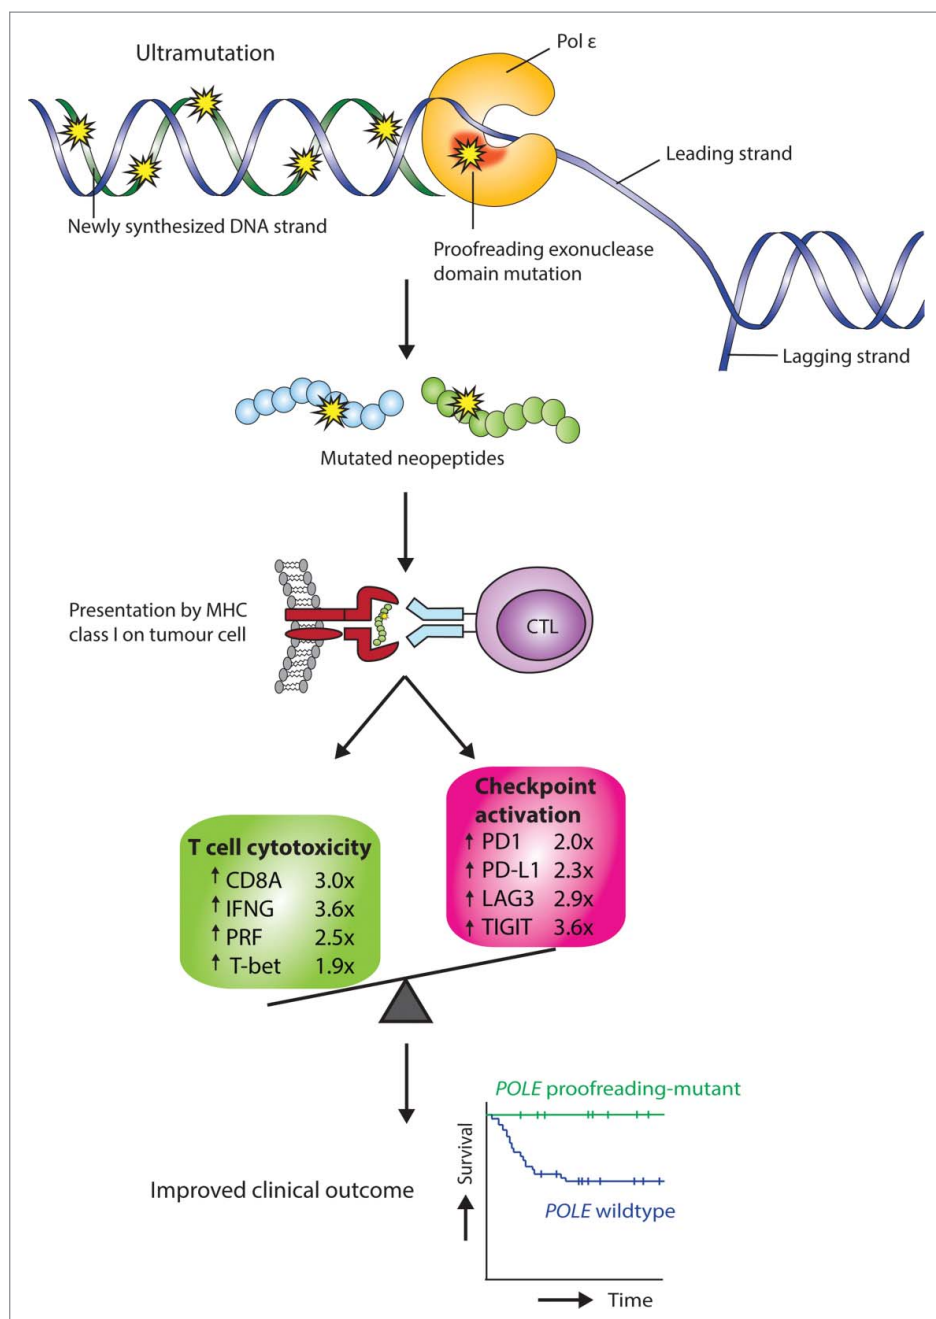 Ultramutation
Pol ε
Leading strand
Newly synthesized DNA strand
Proofreading exonuclease
domain mutation
Lagging strand
Mutated neopeptides
Presentation by MHC
class I on tumour cell
CTL
T cell cytotoxicity
↑ CD8A 3.0x
↑ IFNG 3.6x
↑ PRF 2.5x
↑ T-bet 1.9x
Checkpoint
activation
↑ PD1 2.0x
↑ PD-L1 2.3x
↑ LAG3 2.9x
↑ TIGIT 3.6x
Improved clinical outcome
POLE proofreading-mutant
Survival
POLE wildtype
Time